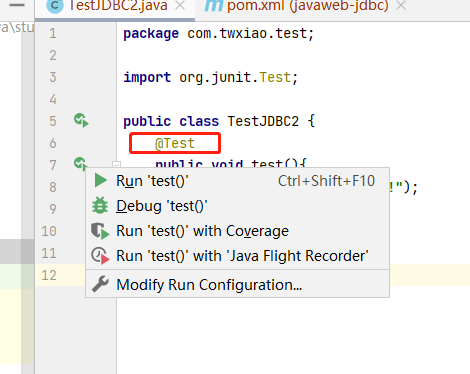 TestJDBC2.java
pom.xml (javaweb-jdbc)
va\stu
1 package com.twxiao.test;
2
3 import org.junit.Test;
4
5 public class TestJDBC2 {
6 @Test
7 public void test(){
8 !");
9
10
11
12
Run 'test()' Ctrl+Shift+F10
Debug 'test()'
Run 'test()' with Coverage
Run 'test()' with 'Java Flight Recorder'
Modify Run Configuration...